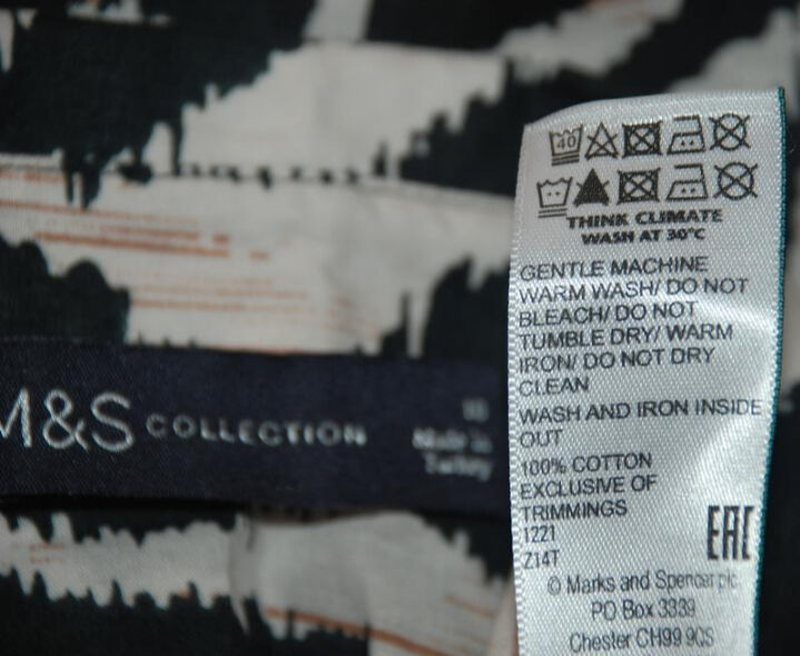 M&S COLLECTION
Made in
Turkey
40
THINK CLIMATE
WASH AT 30°C
GENTLE MACHINE
WARM WASH/ DO NOT
BLEACH/ DO NOT
TUMBLE DRY/ WARM
IRON/ DO NOT DRY
CLEAN
WASH AND IRON INSIDE
OUT
100% COTTON
EXCLUSIVE OF
TRIMMINGS
1221
Z14T
EAC
© Marks and Spencer plc
PO Box 3339
Chester CH99 9QS